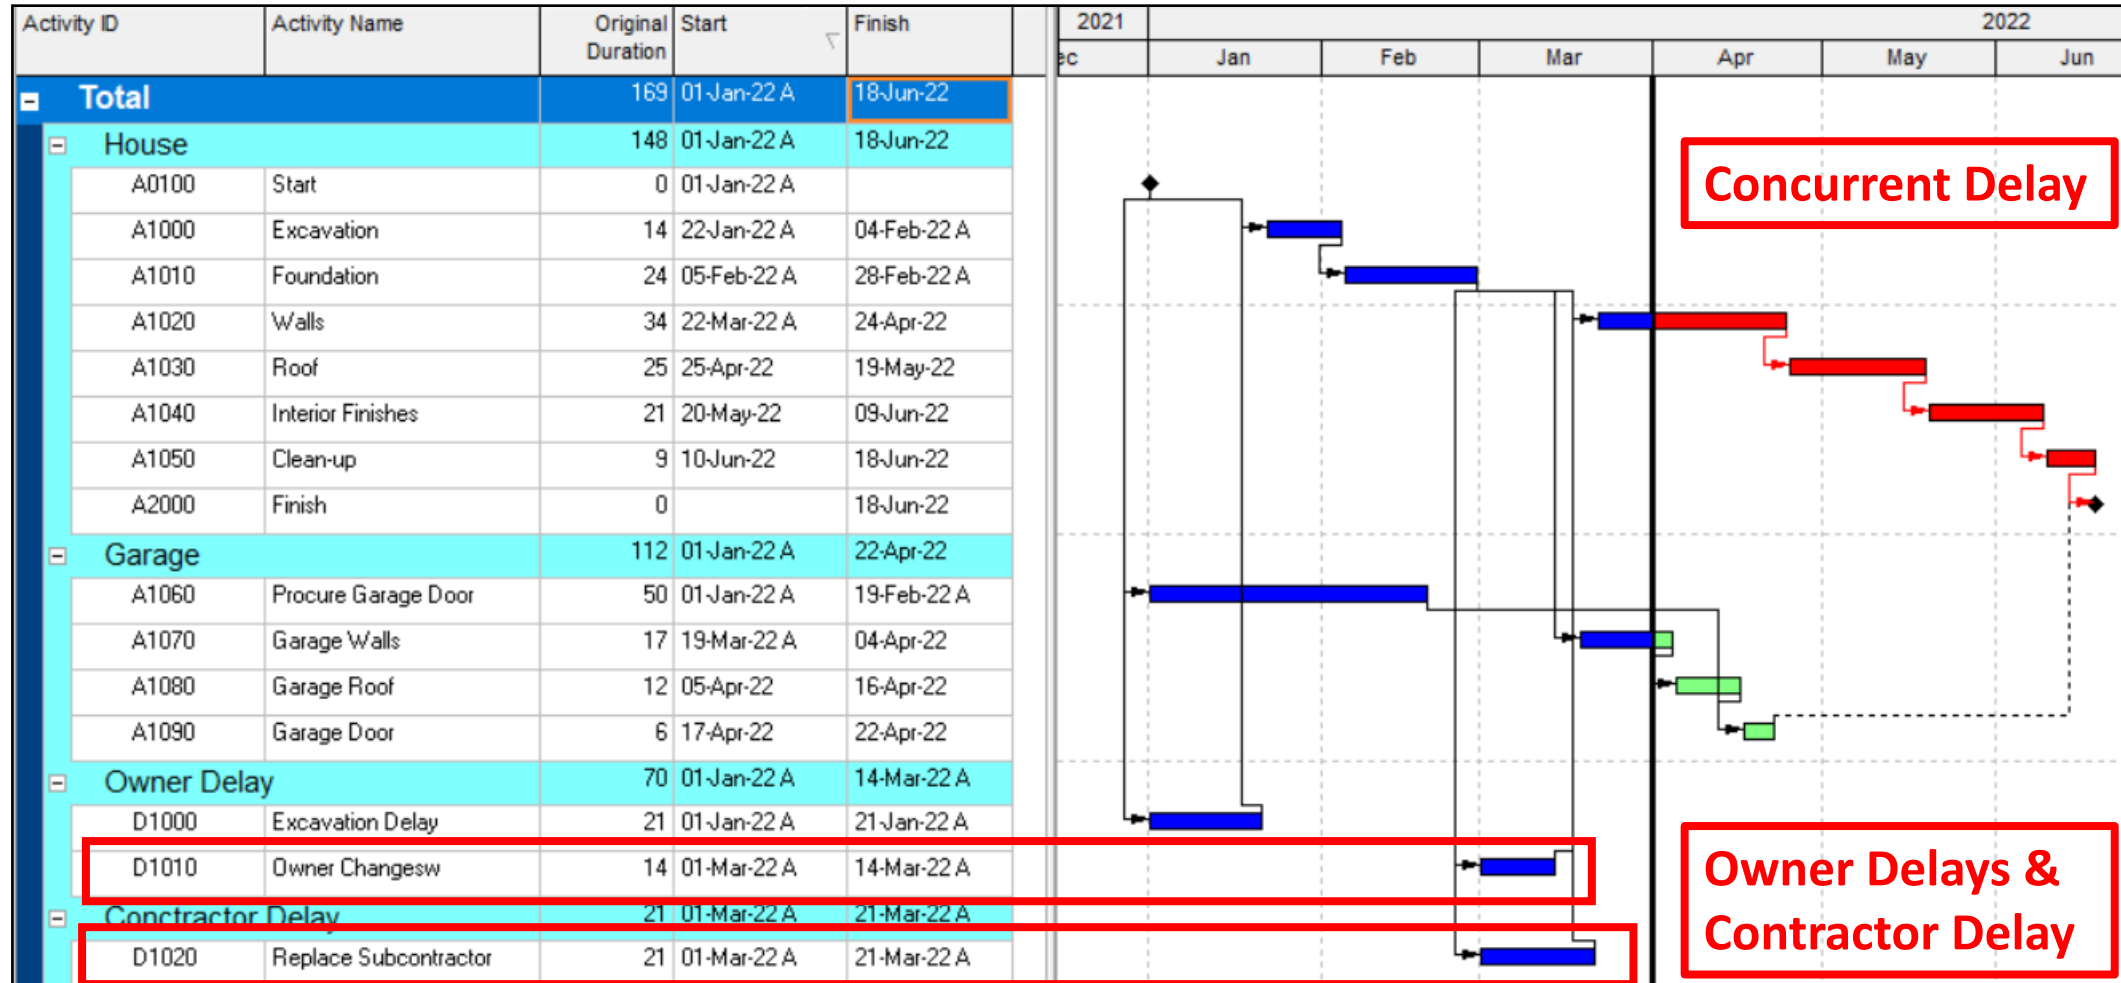 Activity ID Activity Name Original Duration Start Finish 2021 2022
ec Jan Feb Mar Apr May Jun
Total 169 01-Jan-22 A 18-Jun-22
House 148 01-Jan-22 A 18-Jun-22
A0100 Start 0 01-Jan-22 A
Concurrent Delay
A1000 Excavation 14 22-Jan-22 A 04-Feb-22 A
A1010 Foundation 24 05-Feb-22 A 28-Feb-22 A
A1020 Walls 34 22-Mar-22 A 24-Apr-22
A1030 Roof 25 25-Apr-22 19-May-22
A1040 Interior Finishes 21 20-May-22 09-Jun-22
A1050 Clean-up 9 10-Jun-22 18-Jun-22
A2000 Finish 0 18-Jun-22
Garage 112 01-Jan-22 A 22-Apr-22
A1060 Procure Garage Door 50 01-Jan-22 A 19-Feb-22 A
A1070 Garage Walls 17 19-Mar-22 A 04-Apr-22
A1080 Garage Roof 12 05-Apr-22 16-Apr-22
A1090 Garage Door 6 17-Apr-22 22-Apr-22
Owner Delay 70 01-Jan-22 A 14-Mar-22 A
D1000 Excavation Delay 21 01-Jan-22 A 21-Jan-22 A
D1010 Owner Changesw 14 01-Mar-22 A 14-Mar-22 A
Conctractor Delay 21 01-Mar-22 A 21-Mar-22 A
D1020 Replace Subcontractor 21 01-Mar-22 A 21-Mar-22 A
Owner Delays &
Contractor Delay